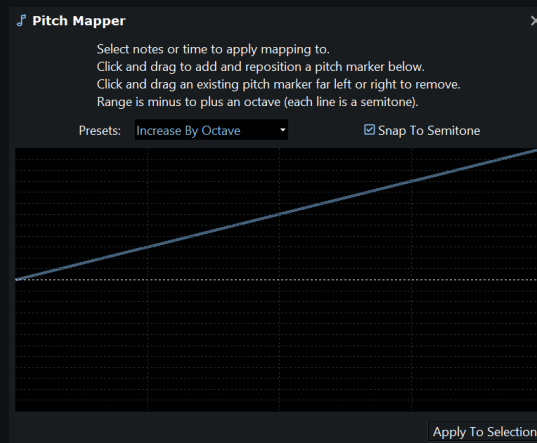 Pitch Mapper
Select notes or time to apply mapping to.
Click and drag to add and reposition a pitch marker below.
Click and drag an existing pitch marker far left or right to remove.
Range is minus to plus an octave (each line is a semitone).
Presets: Increase By Octave Snap To Semitone
Apply To Selection